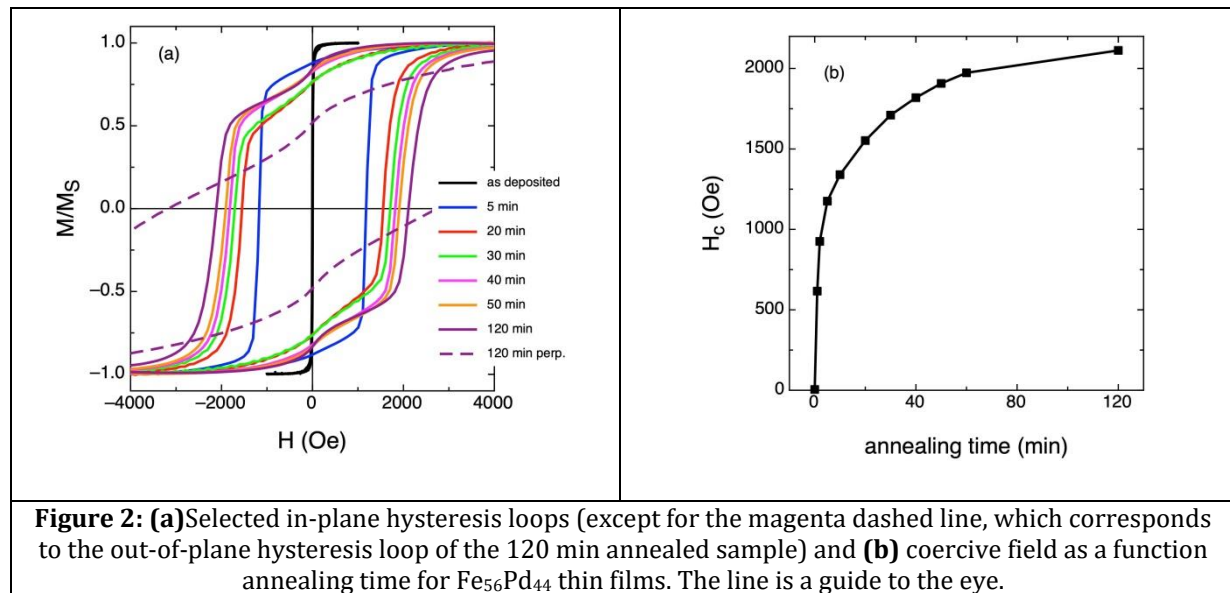 (a)
1.0
0.5
0.0
−0.5
−1.0
M/MS
as deposited
5 min
20 min
30 min
40 min
50 min
120 min
120 min perp.
−4000 −2000 0 2000 4000
H (Oe)
(b)
2000
1500
2000
500
0
Hc (Oe)
0 40 80 120
annealing time (min)
Figure 2: (a)Selected in-plane hysteresis loops (except for the magenta dashed line, which corresponds
to the out-of-plane hysteresis loop of the 120 min annealed sample) and (b) coercive field as a function
annealing time for Fe56Pd44 thin films. The line is a guide to the eye.